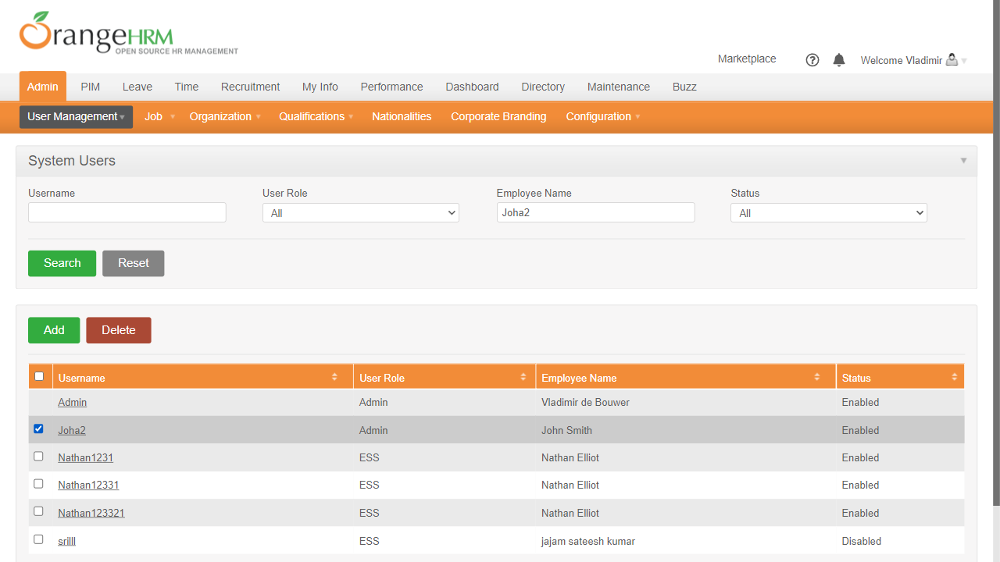 OrangeHRM
OPEN SOURCE HR MANAGEMENT
Marketplace Welcome Vladimir
Admin PIM Leave Time Recruitment My Info Performance Dashboard Directory Maintenance Buzz
User Management Job Organization Qualifications Nationalities Corporate Branding Configuration
System Users
Username User Role Employee Name Status
All Joha2 All
Search Reset
Add Delete
Username User Role Employee Name Status
Admin Admin Vladimir de Bouwer Enabled
Joha2 Admin John Smith Enabled
Nathan1231 ESS Nathan Elliot Enabled
Nathan12331 ESS Nathan Elliot Enabled
Nathan123321 ESS Nathan Elliot Enabled
srilll ESS jajam sateesh kumar Disabled